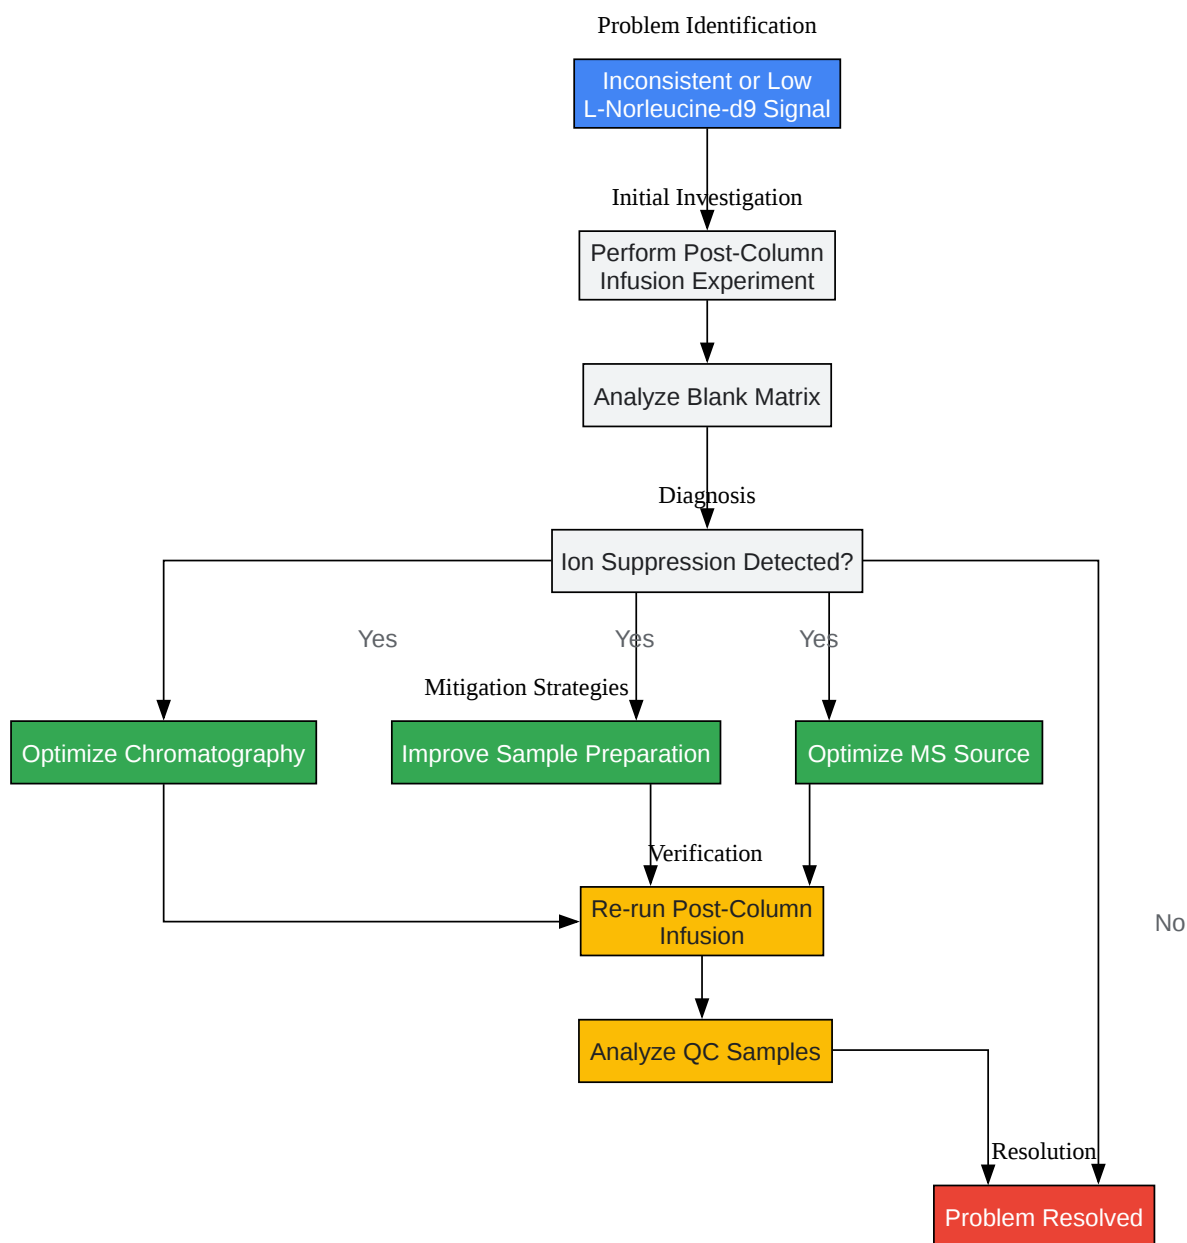 Problem Identification
Inconsistent or Low
L-Norleucine-d9 Signal
Initial Investigation
Perform Post-Column
Infusion Experiment
Analyze Blank Matrix
Diagnosis
Ion Suppression Detected?
Yes
Yes
Yes
Mitigation Strategies
Optimize Chromatography
Improve Sample Preparation
Optimize MS Source
Verification
Re-run Post-Column
Infusion
No
Analyze QC Samples
Resolution
Problem Resolved